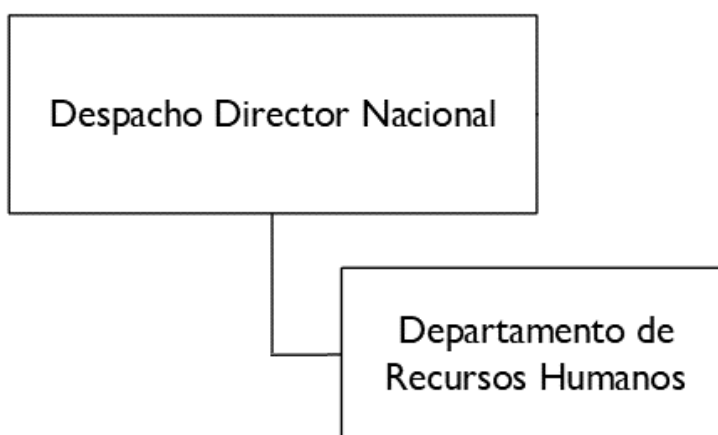 Despacho Director Nacional
Departamento de
Recursos Humanos